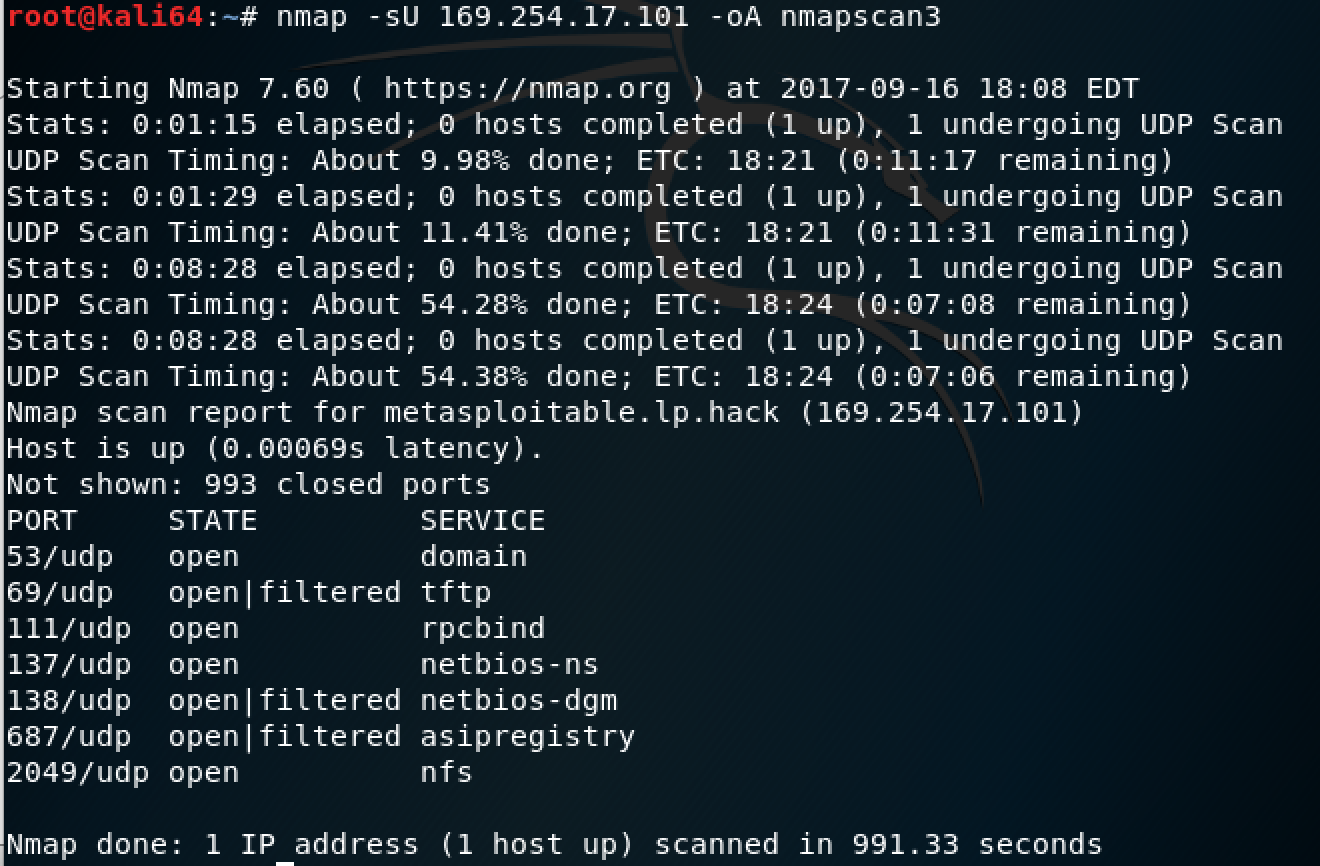 root@kali64:~# nmap -sU 169.254.17.101 -oA nmapscan3
Starting Nmap 7.60 ( https://nmap.org ) at 2017-09-16 18:08 EDT
Stats: 0:01:15 elapsed; 0 hosts completed (1 up), 1 undergoing UDP Scan
UDP Scan Timing: About 9.98% done; ETC: 18:21 (0:11:17 remaining)
Stats: 0:01:29 elapsed; 0 hosts completed (1 up), 1 undergoing UDP Scan
UDP Scan Timing: About 11.41% done; ETC: 18:21 (0:11:31 remaining)
Stats: 0:08:28 elapsed; 0 hosts completed (1 up), 1 undergoing UDP Scan
UDP Scan Timing: About 54.28% done; ETC: 18:24 (0:07:08 remaining)
Stats: 0:08:28 elapsed; 0 hosts completed (1 up), 1 undergoing UDP Scan
UDP Scan Timing: About 54.38% done; ETC: 18:24 (0:07:06 remaining)
Nmap scan report for metasploitable.lp.hack (169.254.17.101)
Host is up (0.00069s latency).
Not shown: 993 closed ports
PORT     STATE         SERVICE
53/udp   open          domain
69/udp   open|filtered tftp
111/udp  open          rpcbind
137/udp  open          netbios-ns
138/udp  open|filtered netbios-dgm
687/udp  open|filtered asipregistry
2049/udp open          nfs
Nmap done: 1 IP address (1 host up) scanned in 991.33 seconds